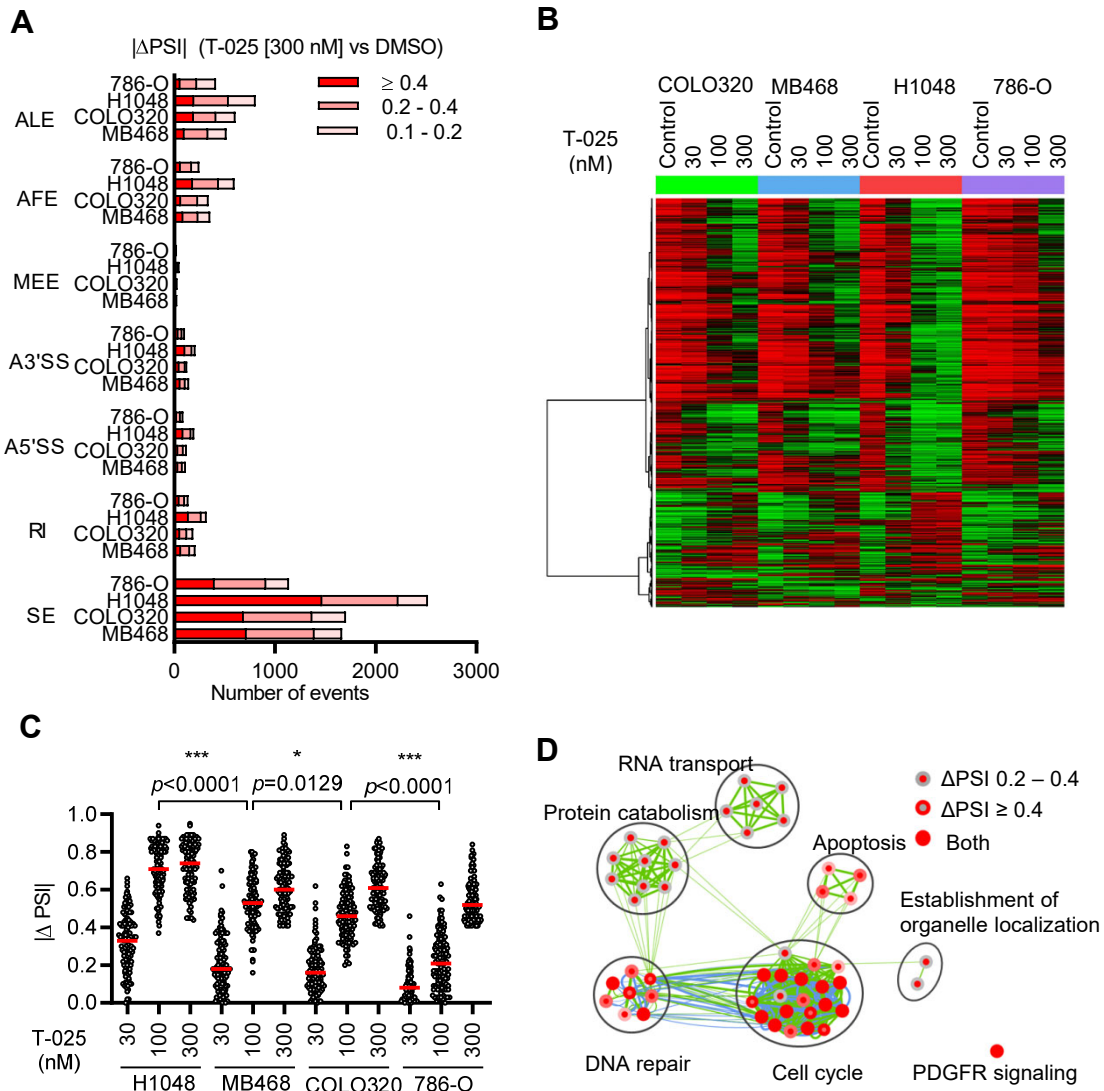 A
|ΔPSI| (T-025 [300 nM] vs DMSO)
≥ 0.4
0.2 - 0.4
0.1 - 0.2
ALE
786-O
H1048
COLO320
MB468
AFE
786-O
H1048
COLO320
MB468
MEE
786-O
H1048
COLO320
MB468
A3'SS
786-O
H1048
COLO320
MB468
A5'SS
786-O
H1048
COLO320
MB468
RI
786-O
H1048
COLO320
MB468
SE
786-O
H1048
COLO320
MB468
0 1000 2000 3000
Number of events
B
COLO320 MB468 H1048 786-O
T-025
(nM)
Control 30 100 300 Control 30 100 300 Control 30 100 300 Control 30 100 300
C
*** * ***
p<0.0001 p=0.0129 p<0.0001
|Δ PSI|
1.0
0.8
0.6
0.4
0.2
0.0
T-025
(nM)
30 100 300 30 100 300 30 100 300 30 100 300
H1048 MB468 COLO320 786-O
D
RNA transport
Protein catabolism
Apoptosis
Establishment of
organelle localization
DNA repair
Cell cycle
PDGFR signaling
ΔPSI 0.2 – 0.4
ΔPSI ≥ 0.4
Both